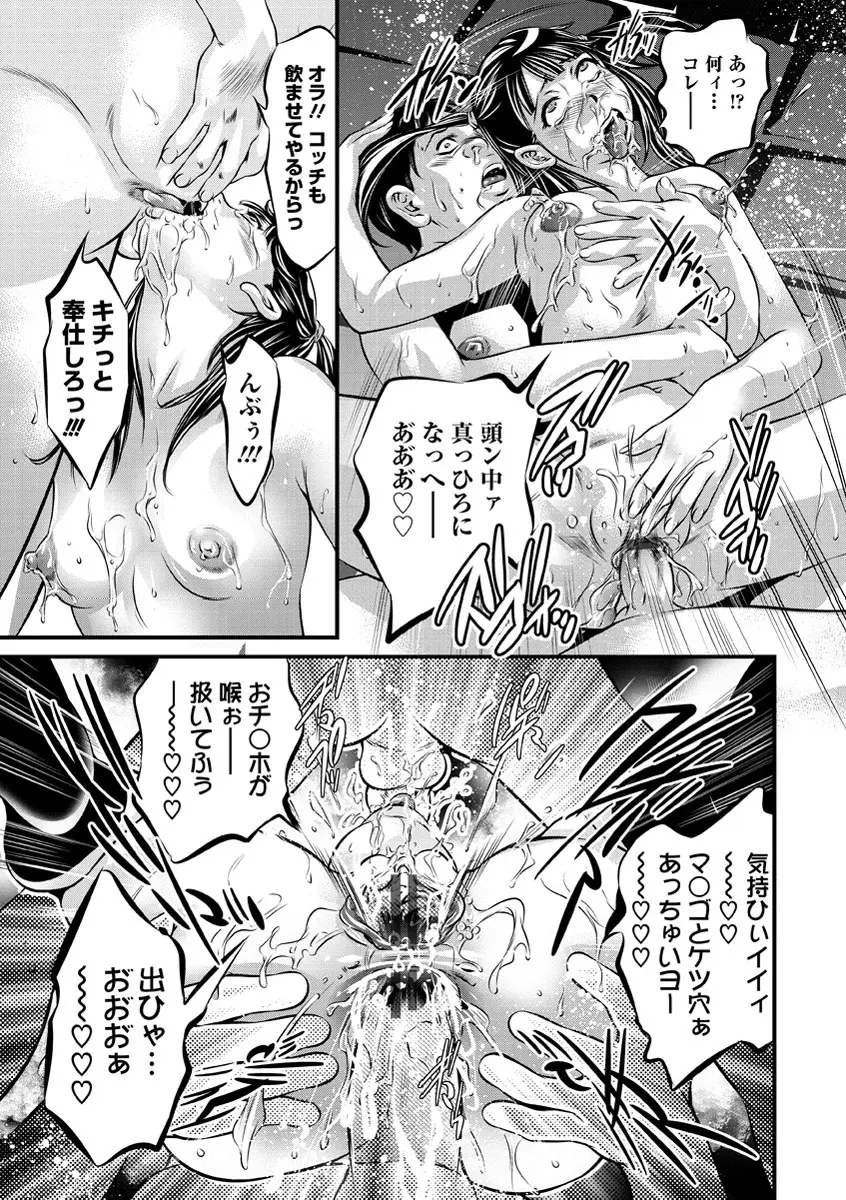 あっ!?
何ィ…
コレ――
頭ン中ァ
真っひろに
なっへ――
あ゛あ゛あ゛♡♡
オラ!! コッチも
飲ませてやるからっ
キチっと
奉仕しろっ!!!
んぶぅ!!!
気持ひぃイイィ
~~~♡♡
マ〇ゴとケツ穴ぁ
あっちゅいヨー
~~~♡♡♡
おチ〇ホが
喉ぉ――
扱いてふぅ
――~~~♡♡♡
出ひゃ…
お゛お゛お゛ぁ
~~~♡♡♡